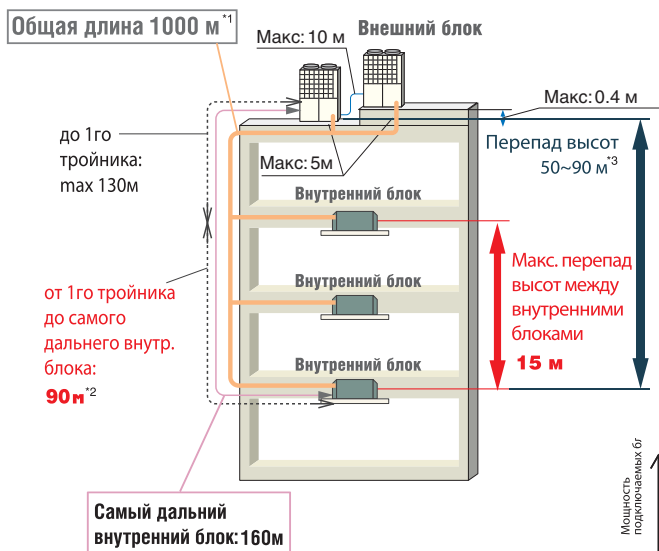 Общая длина 1000 м*1
Макс: 10 м
Внешний блок
Макс: 0.4 м
до 1го
тройника:
max 130м
Макс: 5м
Перепад высот
50~90 м*3
Внутренний блок
от 1го тройника
до самого
дальнего внутр.
блока:
90м*2
Внутренний блок
Макс. перепад
высот между
внутренними
блоками
15 м
Внутренний блок
Самый дальний
внутренний блок: 160м
Мощность
подключаемых бл